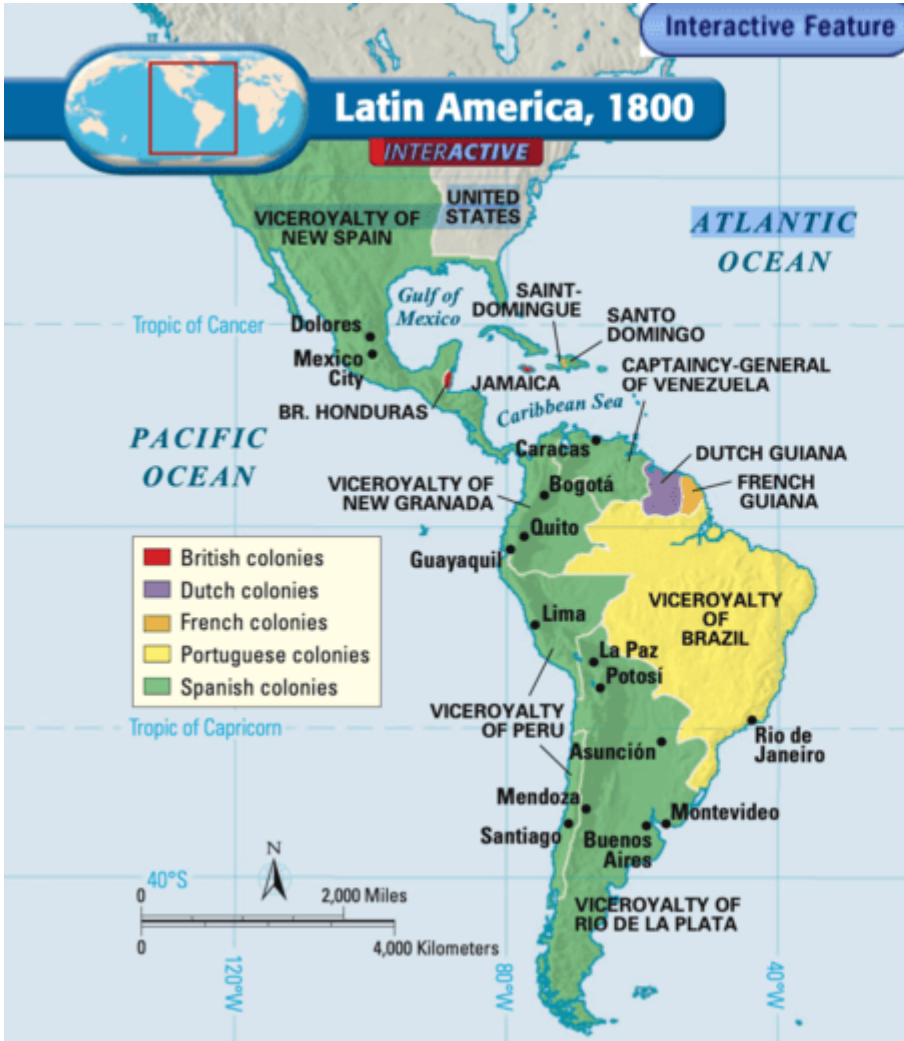 Interactive Feature
Latin America, 1800
INTERACTIVE
UNITED
STATES
VICEROYALTY OF
NEW SPAIN
ATLANTIC
OCEAN
Gulf of
Mexico
SAINT-
DOMINGUE
SANTO
DOMINGO
Tropic of Cancer
Dolores
Mexico
City
CAPTAINCY-GENERAL
OF VENEZUELA
JAMAICA
BR. HONDURAS
Caribbean Sea
PACIFIC
OCEAN
Caracas
DUTCH GUIANA
FRENCH
GUIANA
VICEROYALTY OF
NEW GRANADA
Bogotá
Quito
Guayaquil
British colonies
Dutch colonies
French colonies
Portuguese colonies
Spanish colonies
VICEROYALTY
OF
BRAZIL
Lima
La Paz
Potosí
VICEROYALTY
OF PERU
Tropic of Capricorn
Rio de
Janeiro
Asunción
Mendoza
Montevideo
Santiago
Buenos
Aires
N
40°S
0
2,000 Miles
0
4,000 Kilometers
VICEROYALTY OF
RIO DE LA PLATA
120°W
80°W
40°W